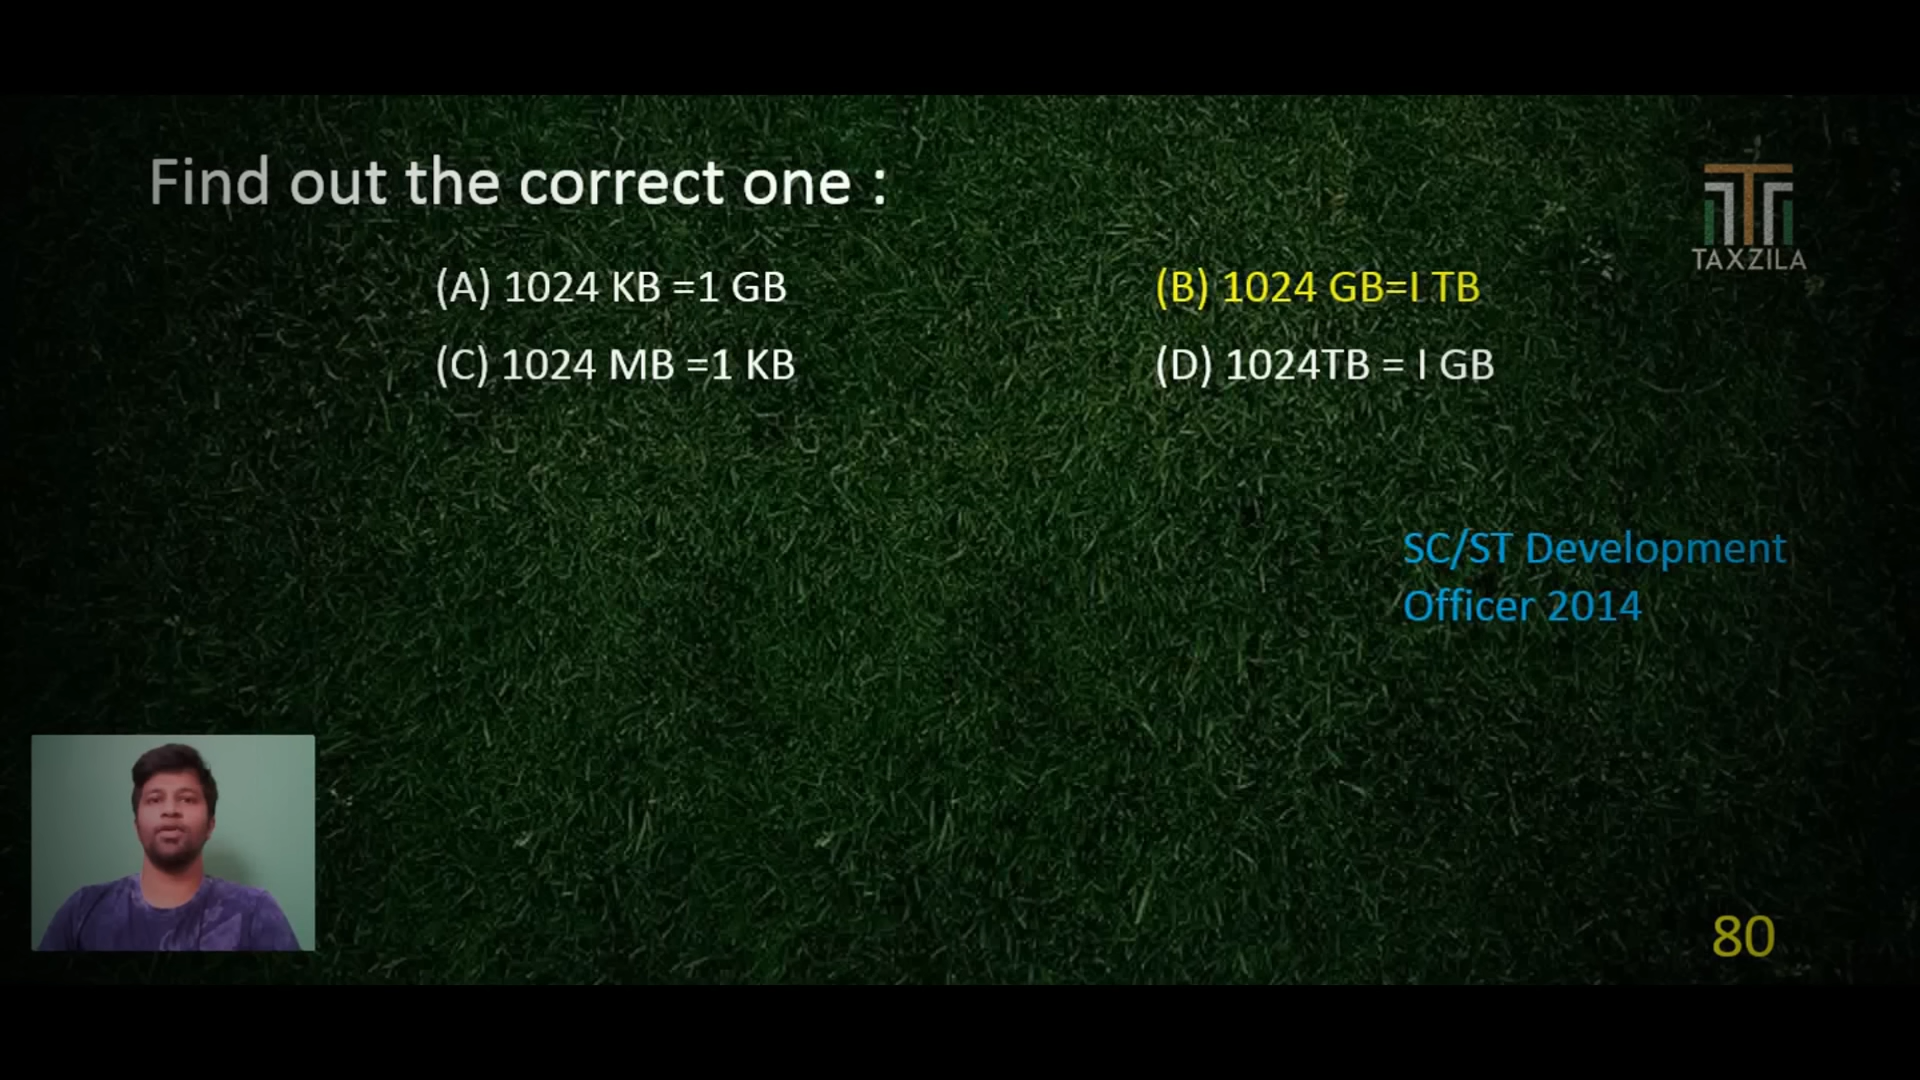 Find out the correct one :
TAXZILA
(A) 1024 KB =1 GB
(B) 1024 GB=I TB
(C) 1024 MB =1 KB
(D) 1024TB = I GB
SC/ST Development
Officer 2014
80